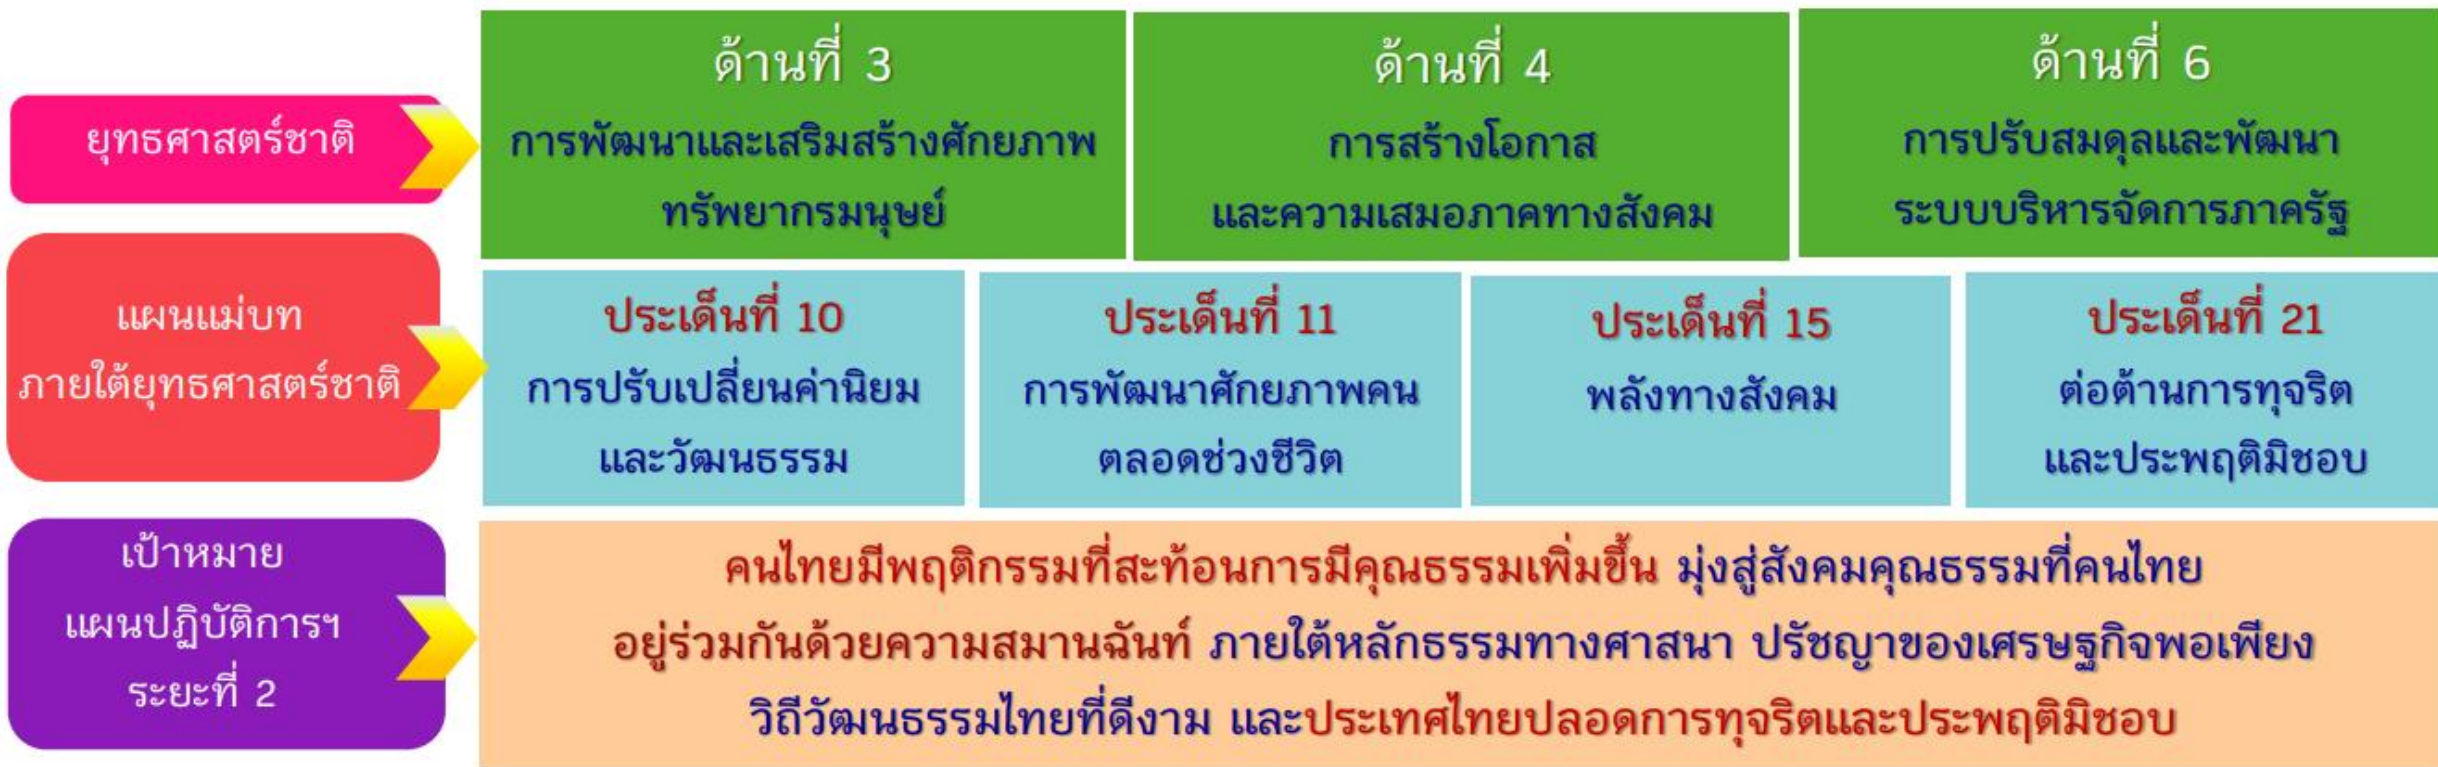 ยุทธศาสตร์ชาติ
ด้านที่ 3
การพัฒนาและเสริมสร้างศักยภาพ
ทรัพยากรมนุษย์
ด้านที่ 4
การสร้างโอกาส
และความเสมอภาคทางสังคม
ด้านที่ 6
การปรับสมดุลและพัฒนา
ระบบบริหารจัดการภาครัฐ
แผนแม่บท
ภายใต้ยุทธศาสตร์ชาติ
ประเด็นที่ 10
การปรับเปลี่ยนค่านิยม
และวัฒนธรรม
ประเด็นที่ 11
การพัฒนาศักยภาพคน
ตลอดช่วงชีวิต
ประเด็นที่ 15
พลังทางสังคม
ประเด็นที่ 21
ต่อต้านการทุจริต
และประพฤติมิชอบ
เป้าหมาย
แผนปฏิบัติการฯ
ระยะที่ 2
คนไทยมีพฤติกรรมที่สะท้อนการมีคุณธรรมเพิ่มขึ้น มุ่งสู่สังคมคุณธรรมที่คนไทย
อยู่ร่วมกันด้วยความสมานฉันท์ ภายใต้หลักธรรมทางศาสนา ปรัชญาของเศรษฐกิจพอเพียง
วิถีวัฒนธรรมไทยที่ดีงาม และประเทศไทยปลอดการทุจริตและประพฤติมิชอบ